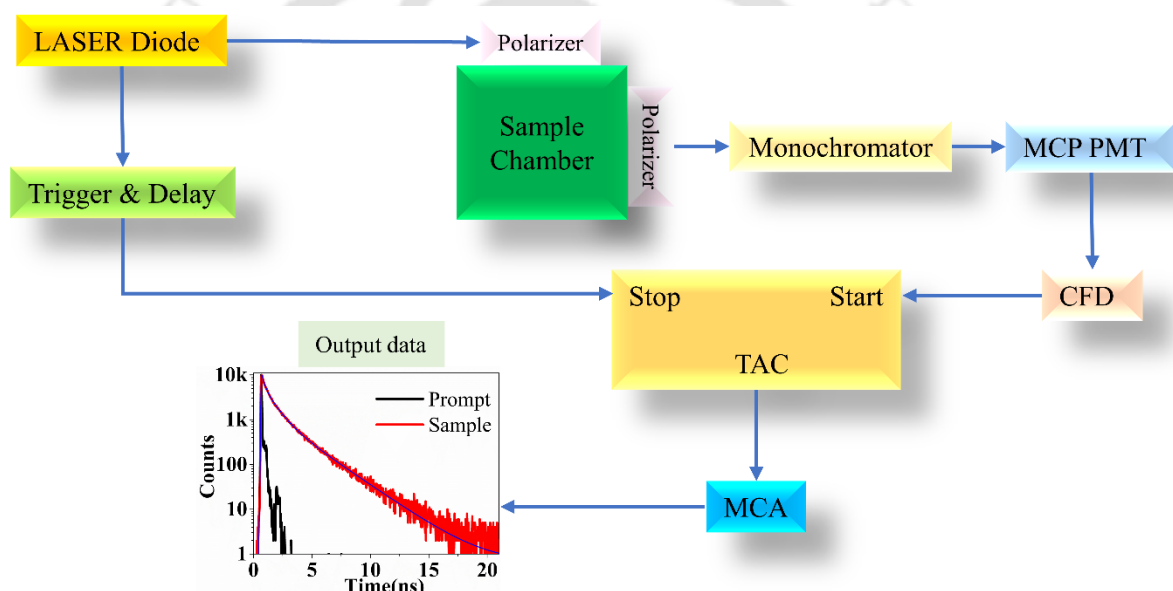 LASER Diode
Polarizer
Sample
Chamber
Polarizer
Monochromator
MCP PMT
Trigger & Delay
Stop
Start
TAC
CFD
Output data
10k
1k
100
10
1
Counts
Prompt
Sample
0 5 10 15 20
Time(ns)
MCA